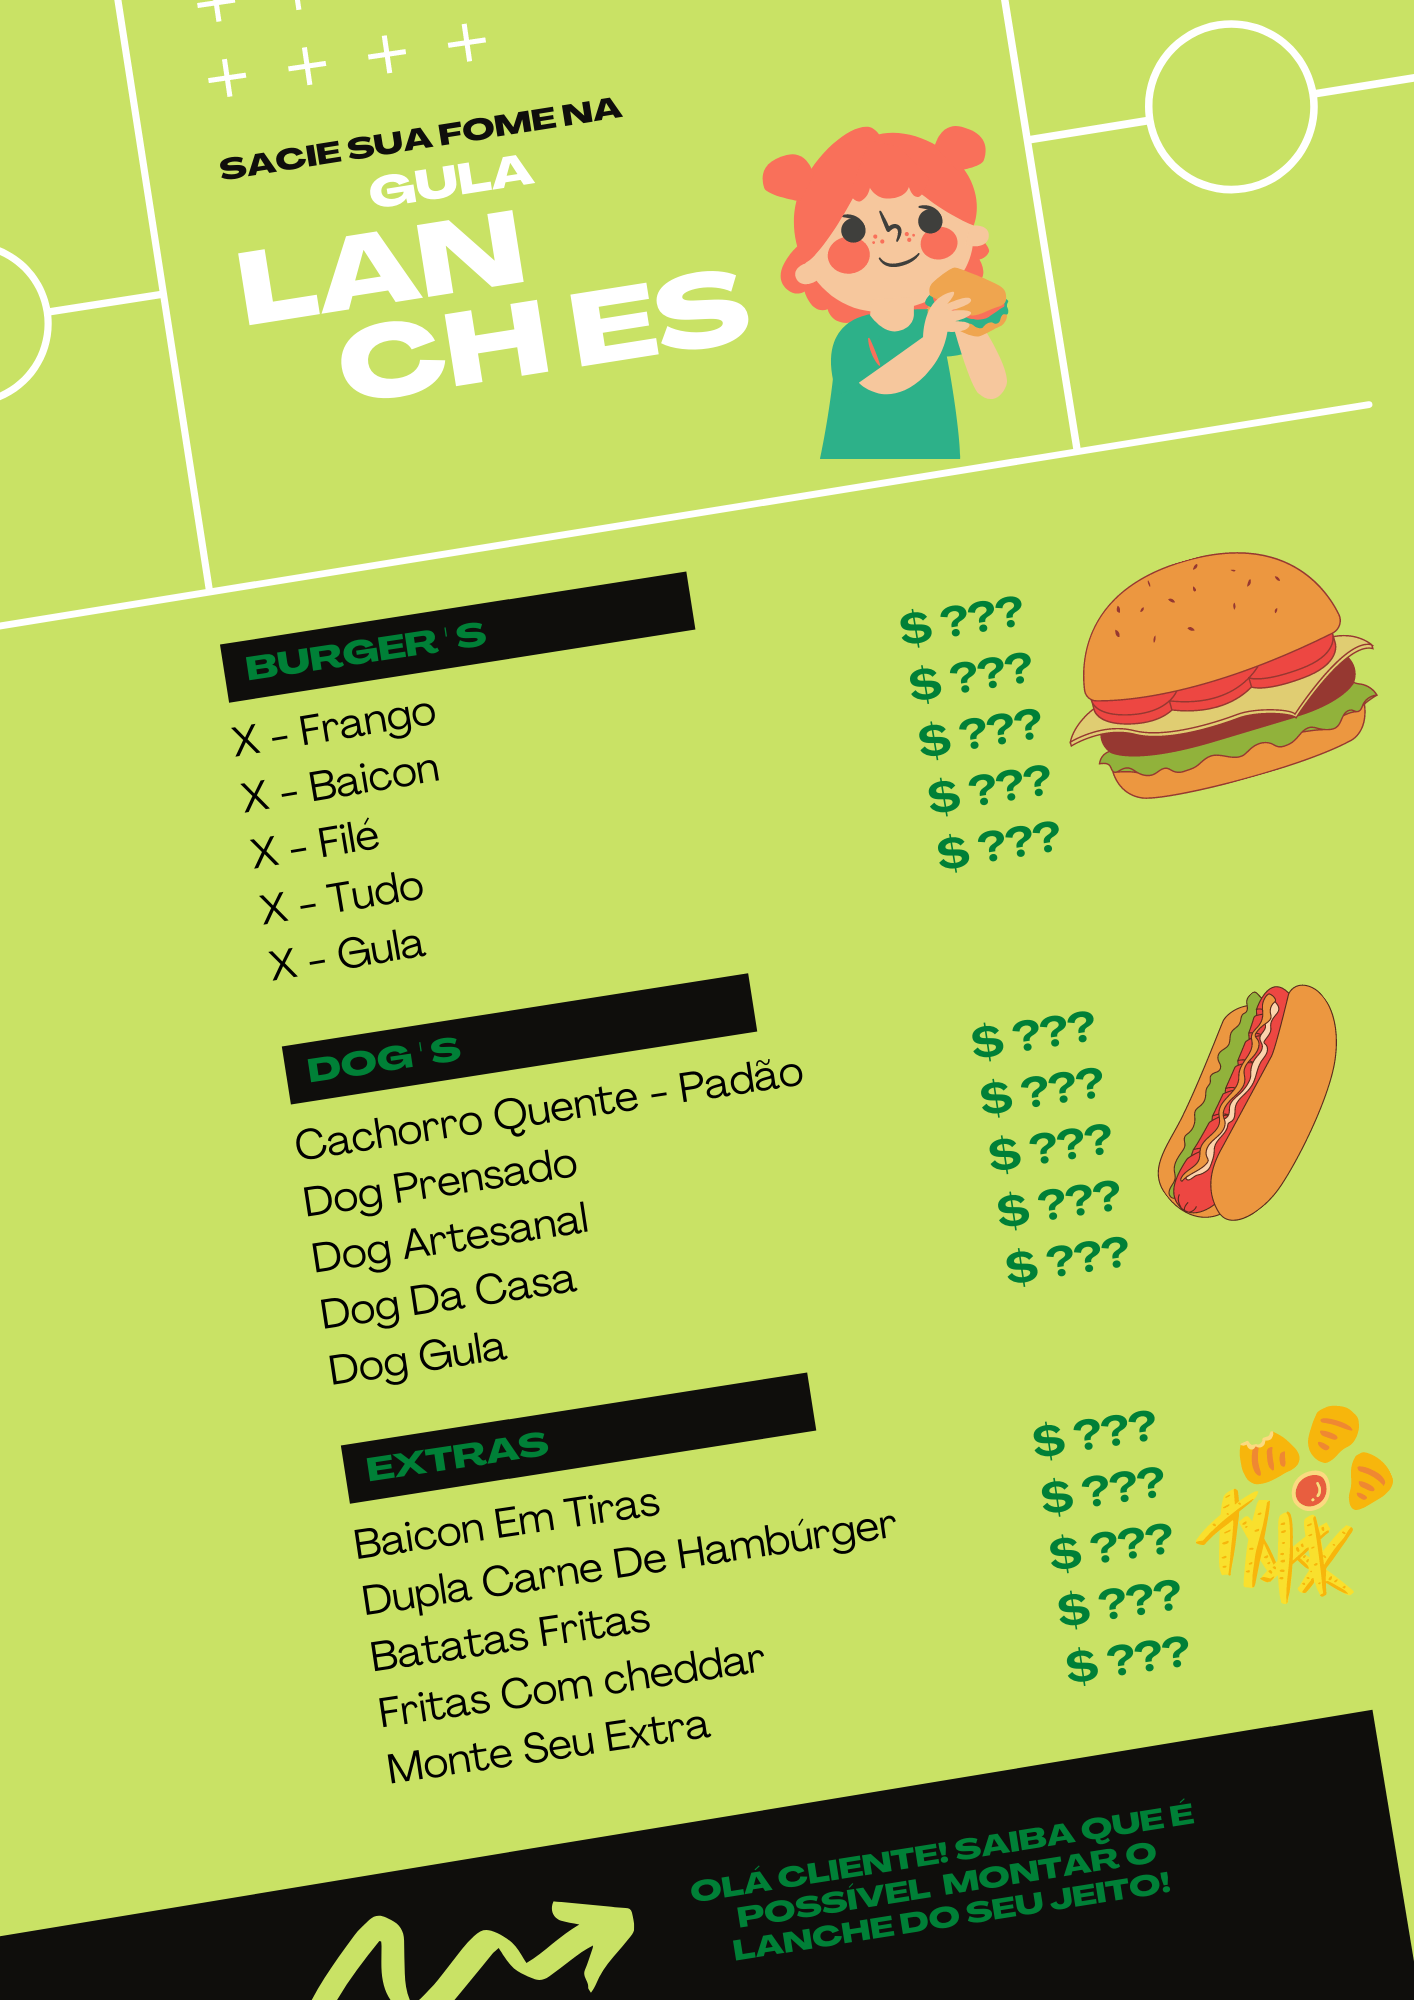 SACIE SUA FOME NA
GULA
LAN
CH ES
BURGER'S
X - Frango $ ???
X - Baicon $ ???
X - Filé $ ???
X - Tudo $ ???
X - Gula $ ???
DOG'S
Cachorro Quente - Padão $ ???
Dog Prensado $ ???
Dog Artesanal $ ???
Dog Da Casa $ ???
Dog Gula $ ???
EXTRAS
Baicon Em Tiras $ ???
Dupla Carne De Hambúrger $ ???
Batatas Fritas $ ???
Fritas Com cheddar $ ???
Monte Seu Extra $ ???
OLÁ CLIENTE! SAIBA QUE É
POSSÍVEL MONTAR O
LANCHE DO SEU JEITO!